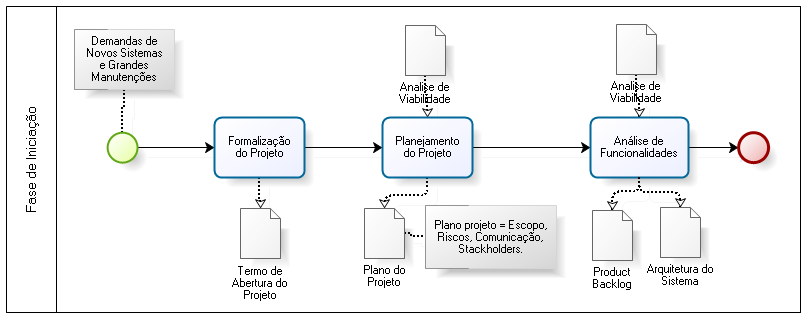 Fase de Iniciação
Demandas de
Novos Sistemas
e Grandes
Manutenções
Analise de
Viabilidade
Analise de
Viabilidade
Formalização
do Projeto
Planejamento
do Projeto
Análise de
Funcionalidades
Termo de
Abertura do
Projeto
Plano do
Projeto
Plano projeto = Escopo,
Riscos, Comunicação,
Stackholders.
Product
Backlog
Arquitetura do
Sistema